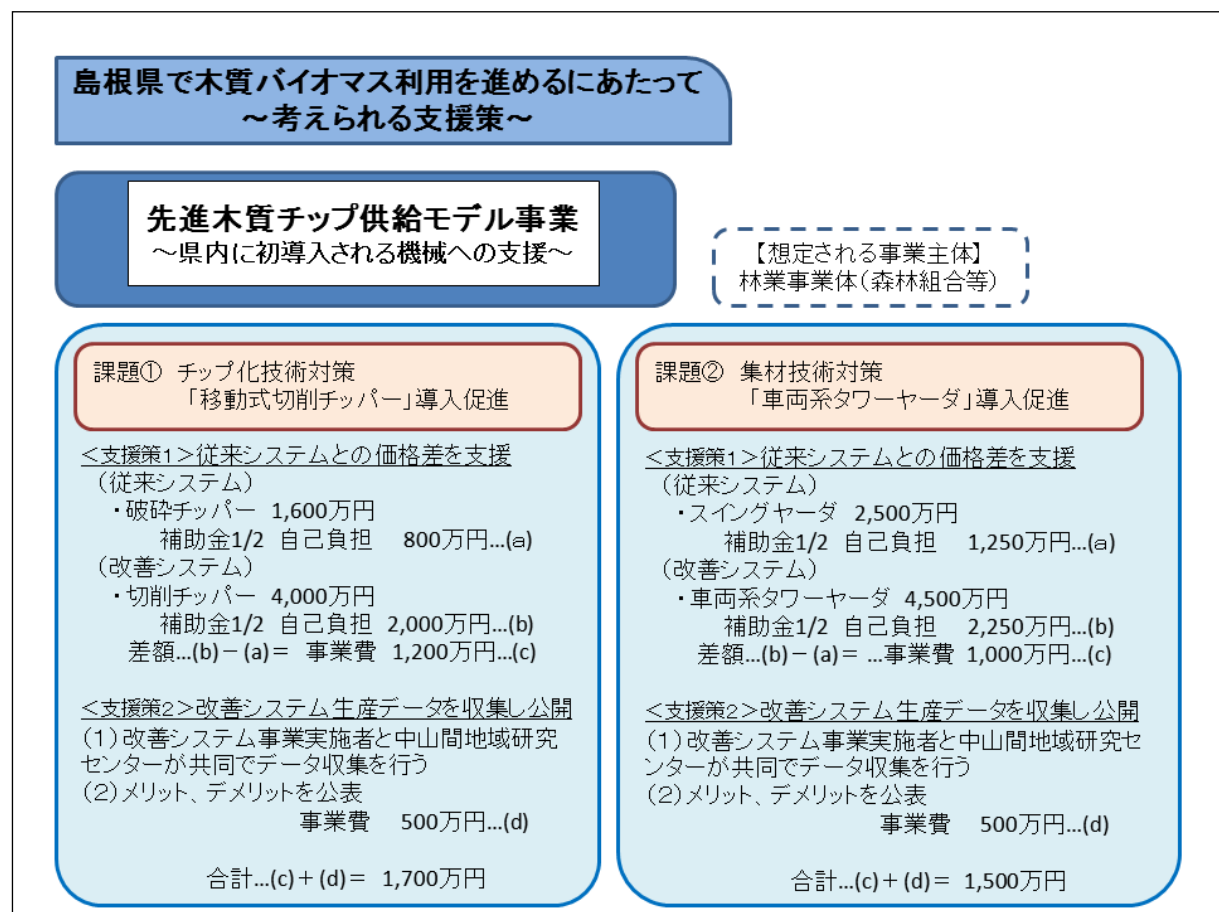 島根県で木質バイオマス利用を進めるにあたって
～考えられる支援策～
先進木質チップ供給モデル事業
～県内に初導入される機械への支援～
【想定される事業主体】
林業事業体（森林組合等）
課題① チップ化技術対策
「移動式切削チッパー」導入促進
<支援策1>従来システムとの価格差を支援
（従来システム）
・破砕チッパー 1,600万円
補助金1/2 自己負担 800万円…(a)
（改善システム）
・切削チッパー 4,000万円
補助金1/2 自己負担 2,000万円…(b)
差額…(b)－(a)＝ 事業費 1,200万円…(c)
<支援策2>改善システム生産データを収集し公開
（1）改善システム事業実施者と中山間地域研究
センターが共同でデータ収集を行う
（2）メリット、デメリットを公表
事業費 500万円…(d)
合計…(c)＋(d)＝ 1,700万円
課題② 集材技術対策
「車両系タワーヤーダ」導入促進
<支援策1>従来システムとの価格差を支援
（従来システム）
・スイングヤーダ 2,500万円
補助金1/2 自己負担 1,250万円…(a)
（改善システム）
・車両系タワーヤーダ 4,500万円
補助金1/2 自己負担 2,250万円…(b)
差額…(b)－(a)＝ …事業費 1,000万円…(c)
<支援策2>改善システム生産データを収集し公開
（1）改善システム事業実施者と中山間地域研究セ
ンターが共同でデータ収集を行う
（2）メリット、デメリットを公表
事業費 500万円…(d)
合計…(c)＋(d)＝ 1,500万円